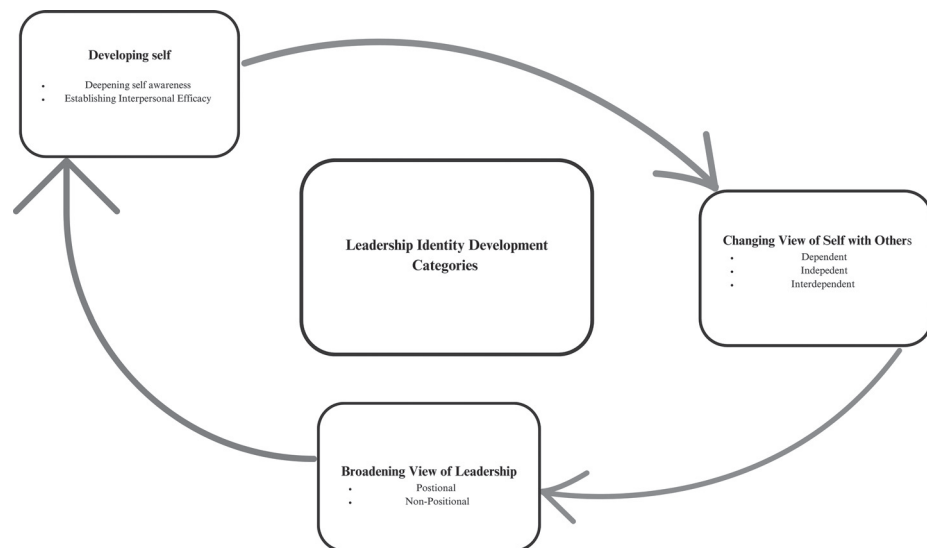 Developing self
• Deepening self awareness
• Establishing Interpersonal Efficacy
Leadership Identity Development
Categories
Changing View of Self with Others
• Dependent
• Indepedent
• Interdependent
Broadening View of Leadership
• Postional
• Non-Positional